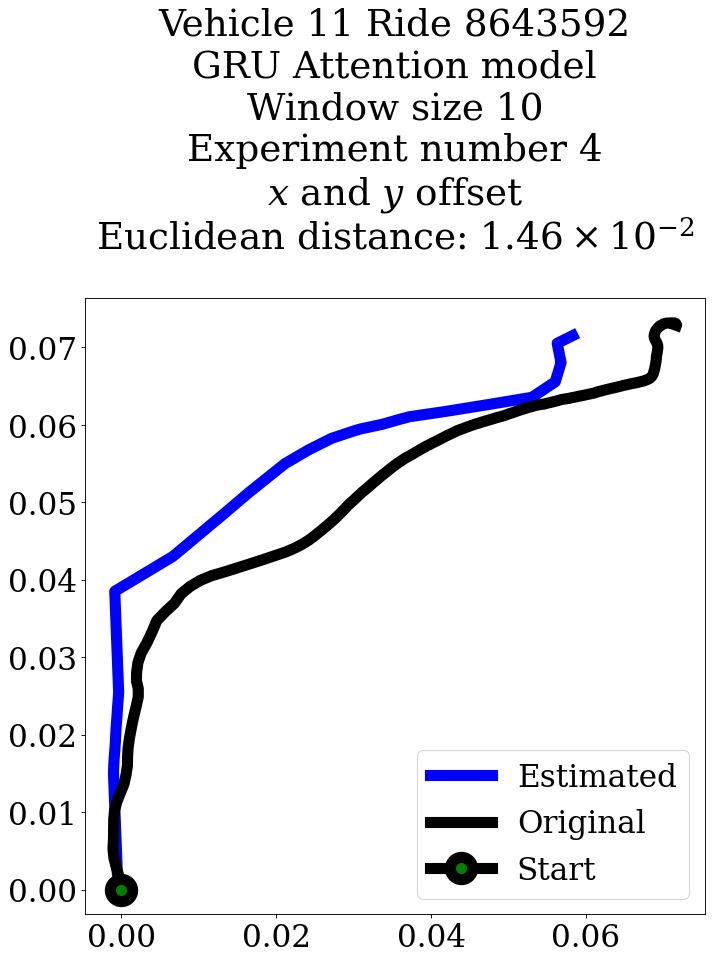 Vehicle 11 Ride 8643592
GRU Attention model
Window size 10
Experiment number 4
x and y offset
Euclidean distance: 1.46 × 10⁻²
0.07
0.06
0.05
0.04
0.03
0.02
0.01
0.00
Estimated
Original
Start
0.00 0.02 0.04 0.06